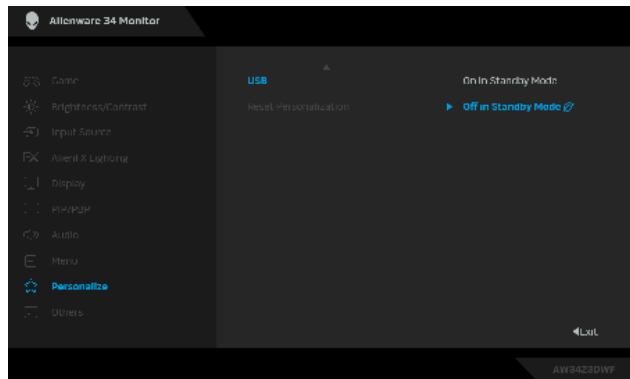 Alienware 34 Monitor
Game
Brightness/Contrast
Input Source
AlienFX Lighting
Display
PIP/PBP
Audio
Menu
Personalize
Others
USB
Reset Personalization
On in Standby Mode
Off in Standby Mode
Exit
AW3423DWF